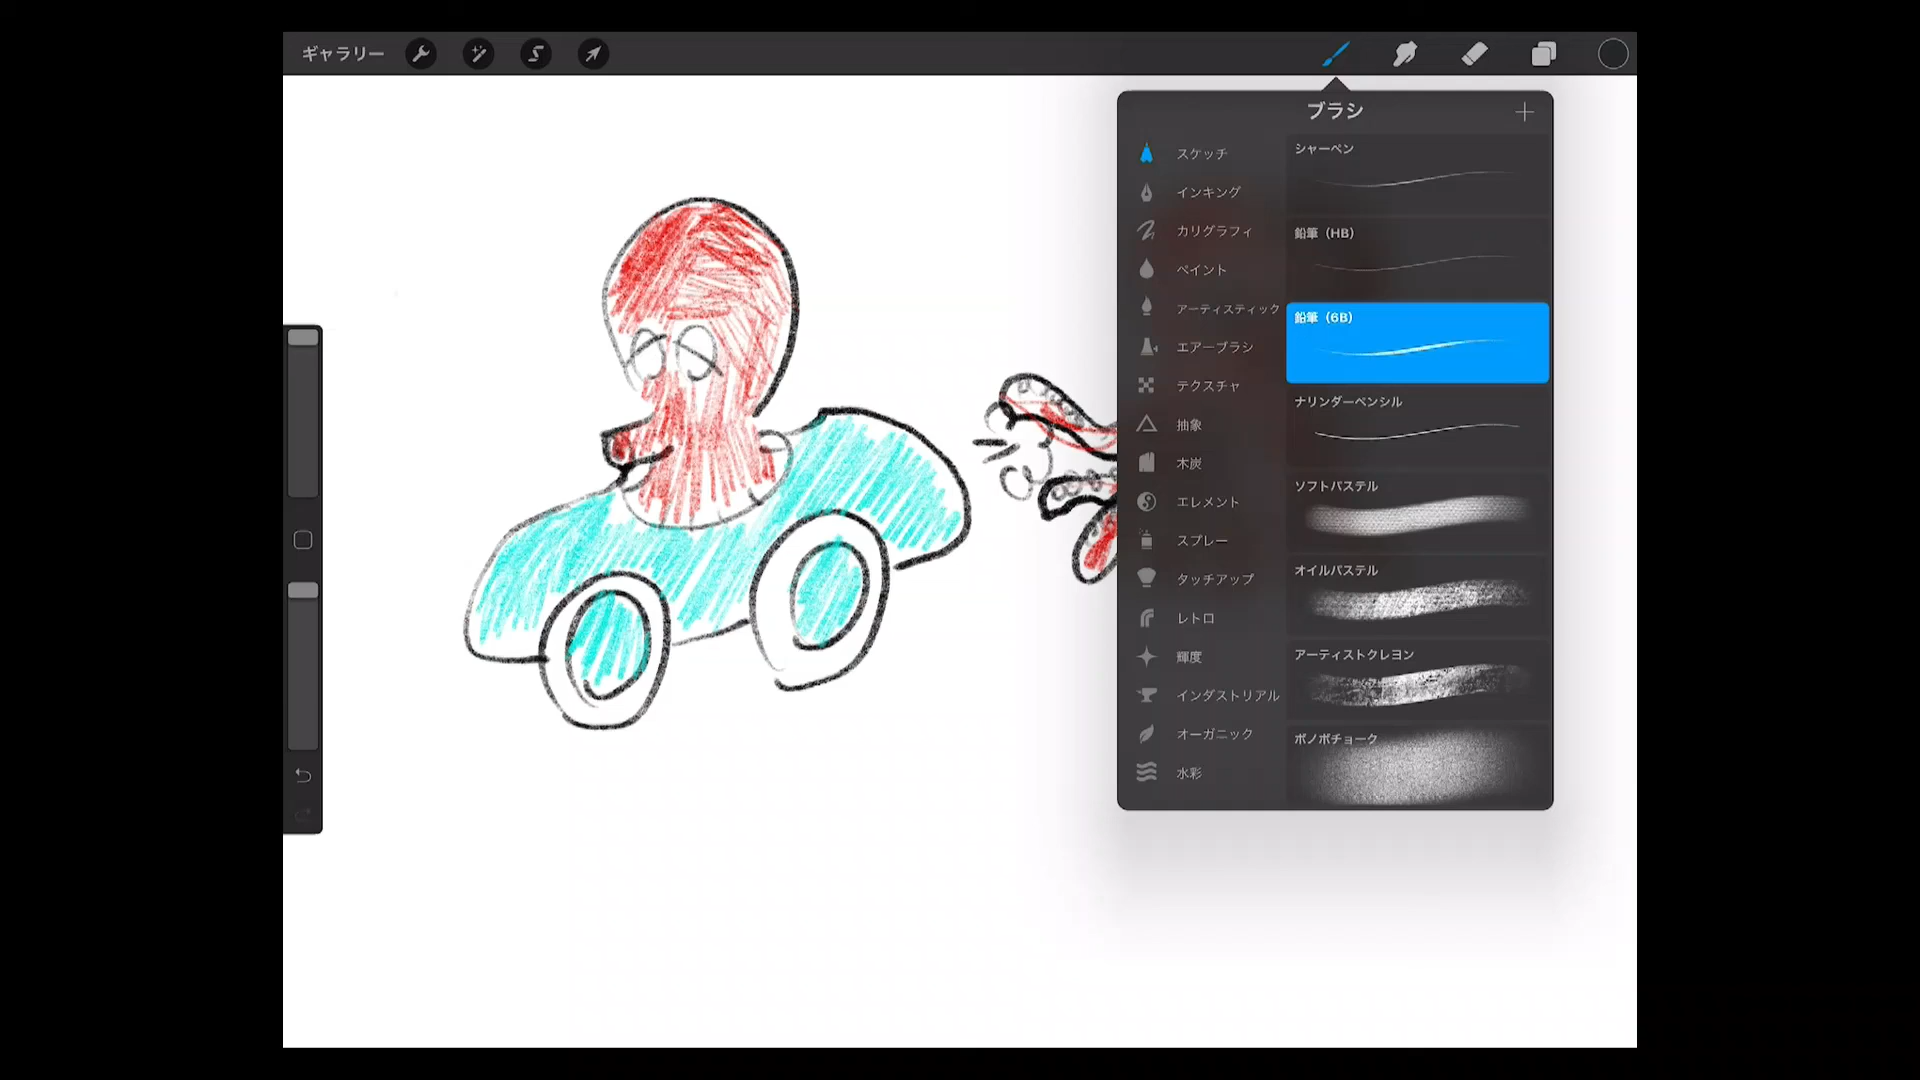 ギャラリー
ブラシ
スケッチ
インキング
カリグラフィ
ペイント
アーティスティック
エアーブラシ
テクスチャ
抽象
木炭
エレメント
スプレー
タッチアップ
レトロ
輝度
インダストリアル
オーガニック
水彩
シャーペン
鉛筆（HB）
鉛筆（6B）
ナリンダーペンシル
ソフトパステル
オイルパステル
アーティストクレヨン
ボノボチョーク